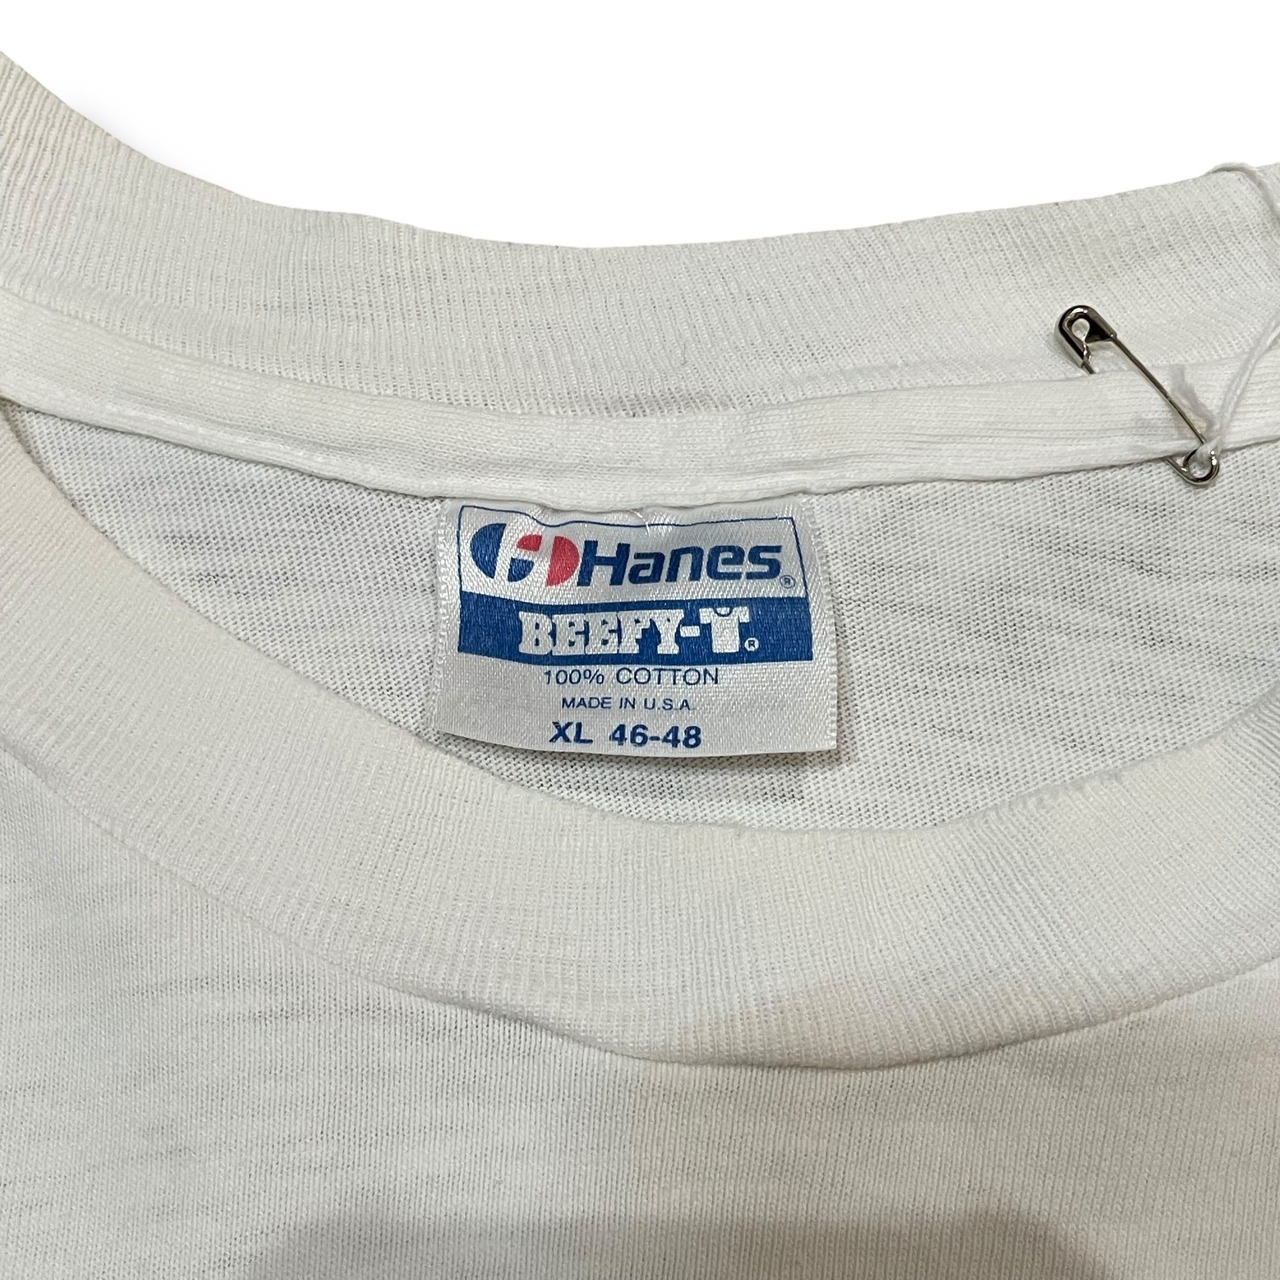 Hanes®
BEEFY-T®
100% COTTON
MADE IN U.S.A.
XL 46-48